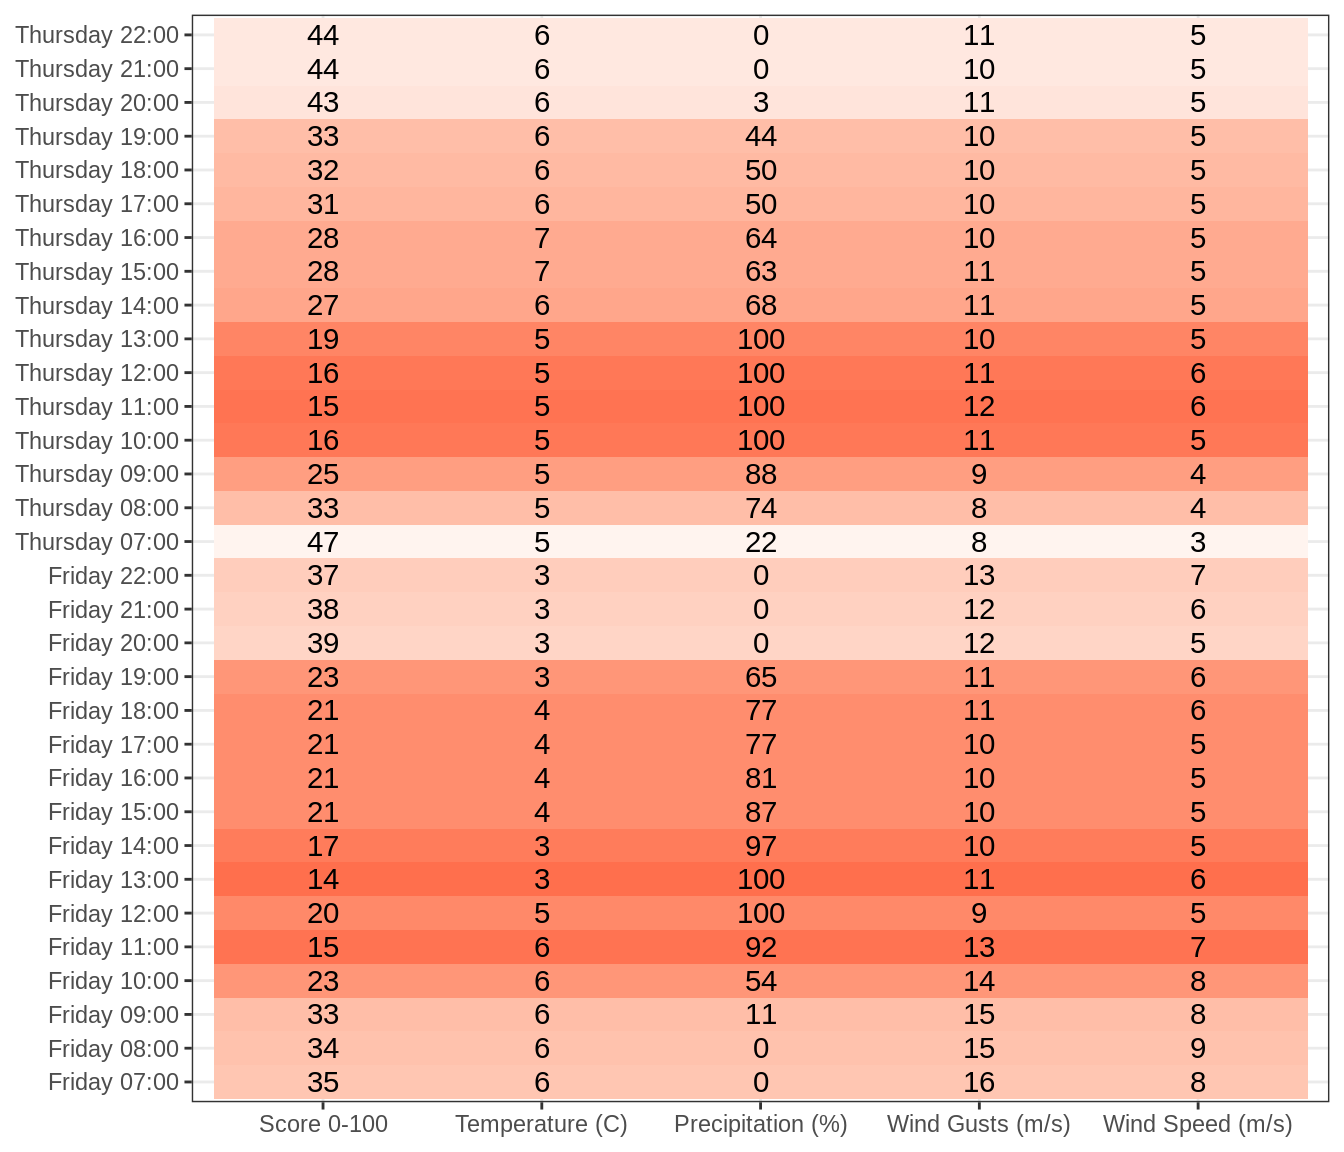 Thursday 22:00 44 6 0 11 5
Thursday 21:00 44 6 0 10 5
Thursday 20:00 43 6 3 11 5
Thursday 19:00 33 6 44 10 5
Thursday 18:00 32 6 50 10 5
Thursday 17:00 31 6 50 10 5
Thursday 16:00 28 7 64 10 5
Thursday 15:00 28 7 63 11 5
Thursday 14:00 27 6 68 11 5
Thursday 13:00 19 5 100 10 5
Thursday 12:00 16 5 100 11 6
Thursday 11:00 15 5 100 12 6
Thursday 10:00 16 5 100 11 5
Thursday 09:00 25 5 88 9 4
Thursday 08:00 33 5 74 8 4
Thursday 07:00 47 5 22 8 3
Friday 22:00 37 3 0 13 7
Friday 21:00 38 3 0 12 6
Friday 20:00 39 3 0 12 5
Friday 19:00 23 3 65 11 6
Friday 18:00 21 4 77 11 6
Friday 17:00 21 4 77 10 5
Friday 16:00 21 4 81 10 5
Friday 15:00 21 4 87 10 5
Friday 14:00 17 3 97 10 5
Friday 13:00 14 3 100 11 6
Friday 12:00 20 5 100 9 5
Friday 11:00 15 6 92 13 7
Friday 10:00 23 6 54 14 8
Friday 09:00 33 6 11 15 8
Friday 08:00 34 6 0 15 9
Friday 07:00 35 6 0 16 8
Score 0-100 Temperature (C) Precipitation (%) Wind Gusts (m/s) Wind Speed (m/s)